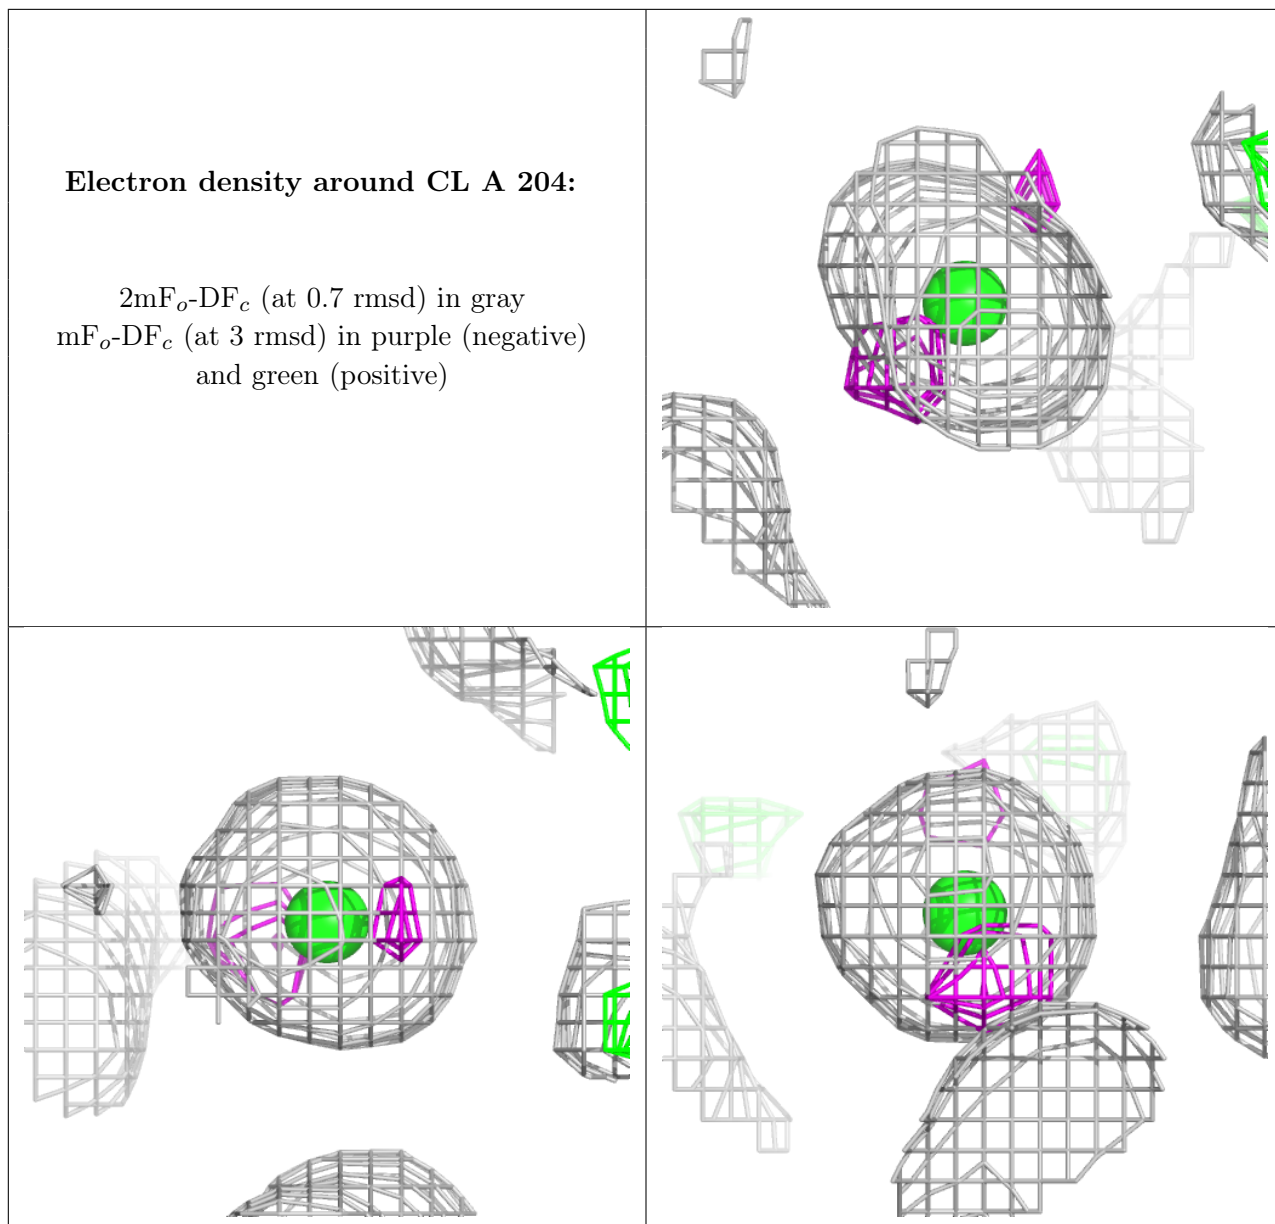 Electron density around CL A 204:
2mFo-DFc (at 0.7 rmsd) in gray
mFo-DFc (at 3 rmsd) in purple (negative)
and green (positive)